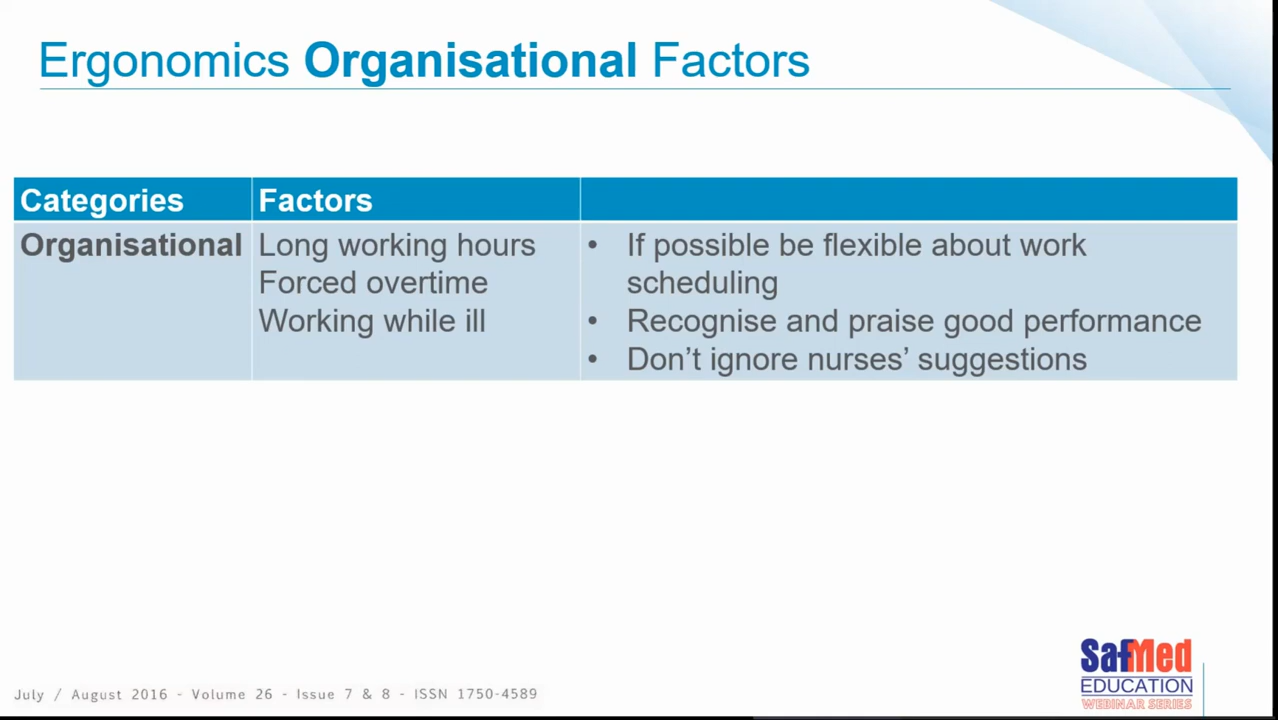 Ergonomics Organisational Factors
Categories
Factors
Organisational
Long working hours
Forced overtime
Working while ill
• If possible be flexible about work
scheduling
• Recognise and praise good performance
• Don’t ignore nurses’ suggestions
July / August 2016 - Volume 26 - Issue 7 & 8 - ISSN 1750-4589
SafMed
EDUCATION
WEBINAR SERIES